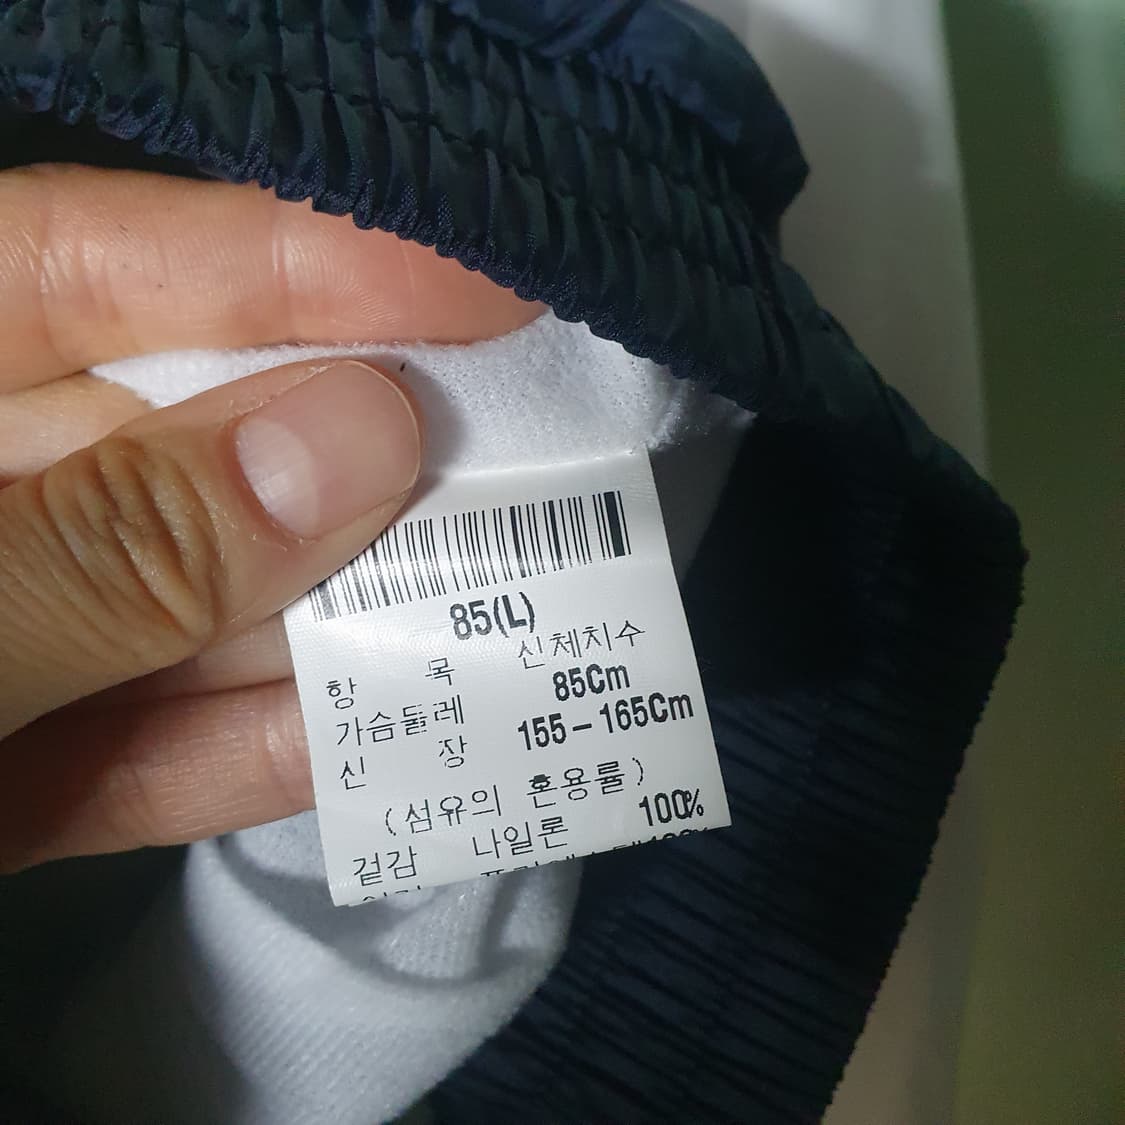 85(L)
항 목 신체치수
가슴둘레 85Cm
신 장 155-165Cm
(섬유의 혼용률)
겉감 나일론 100%